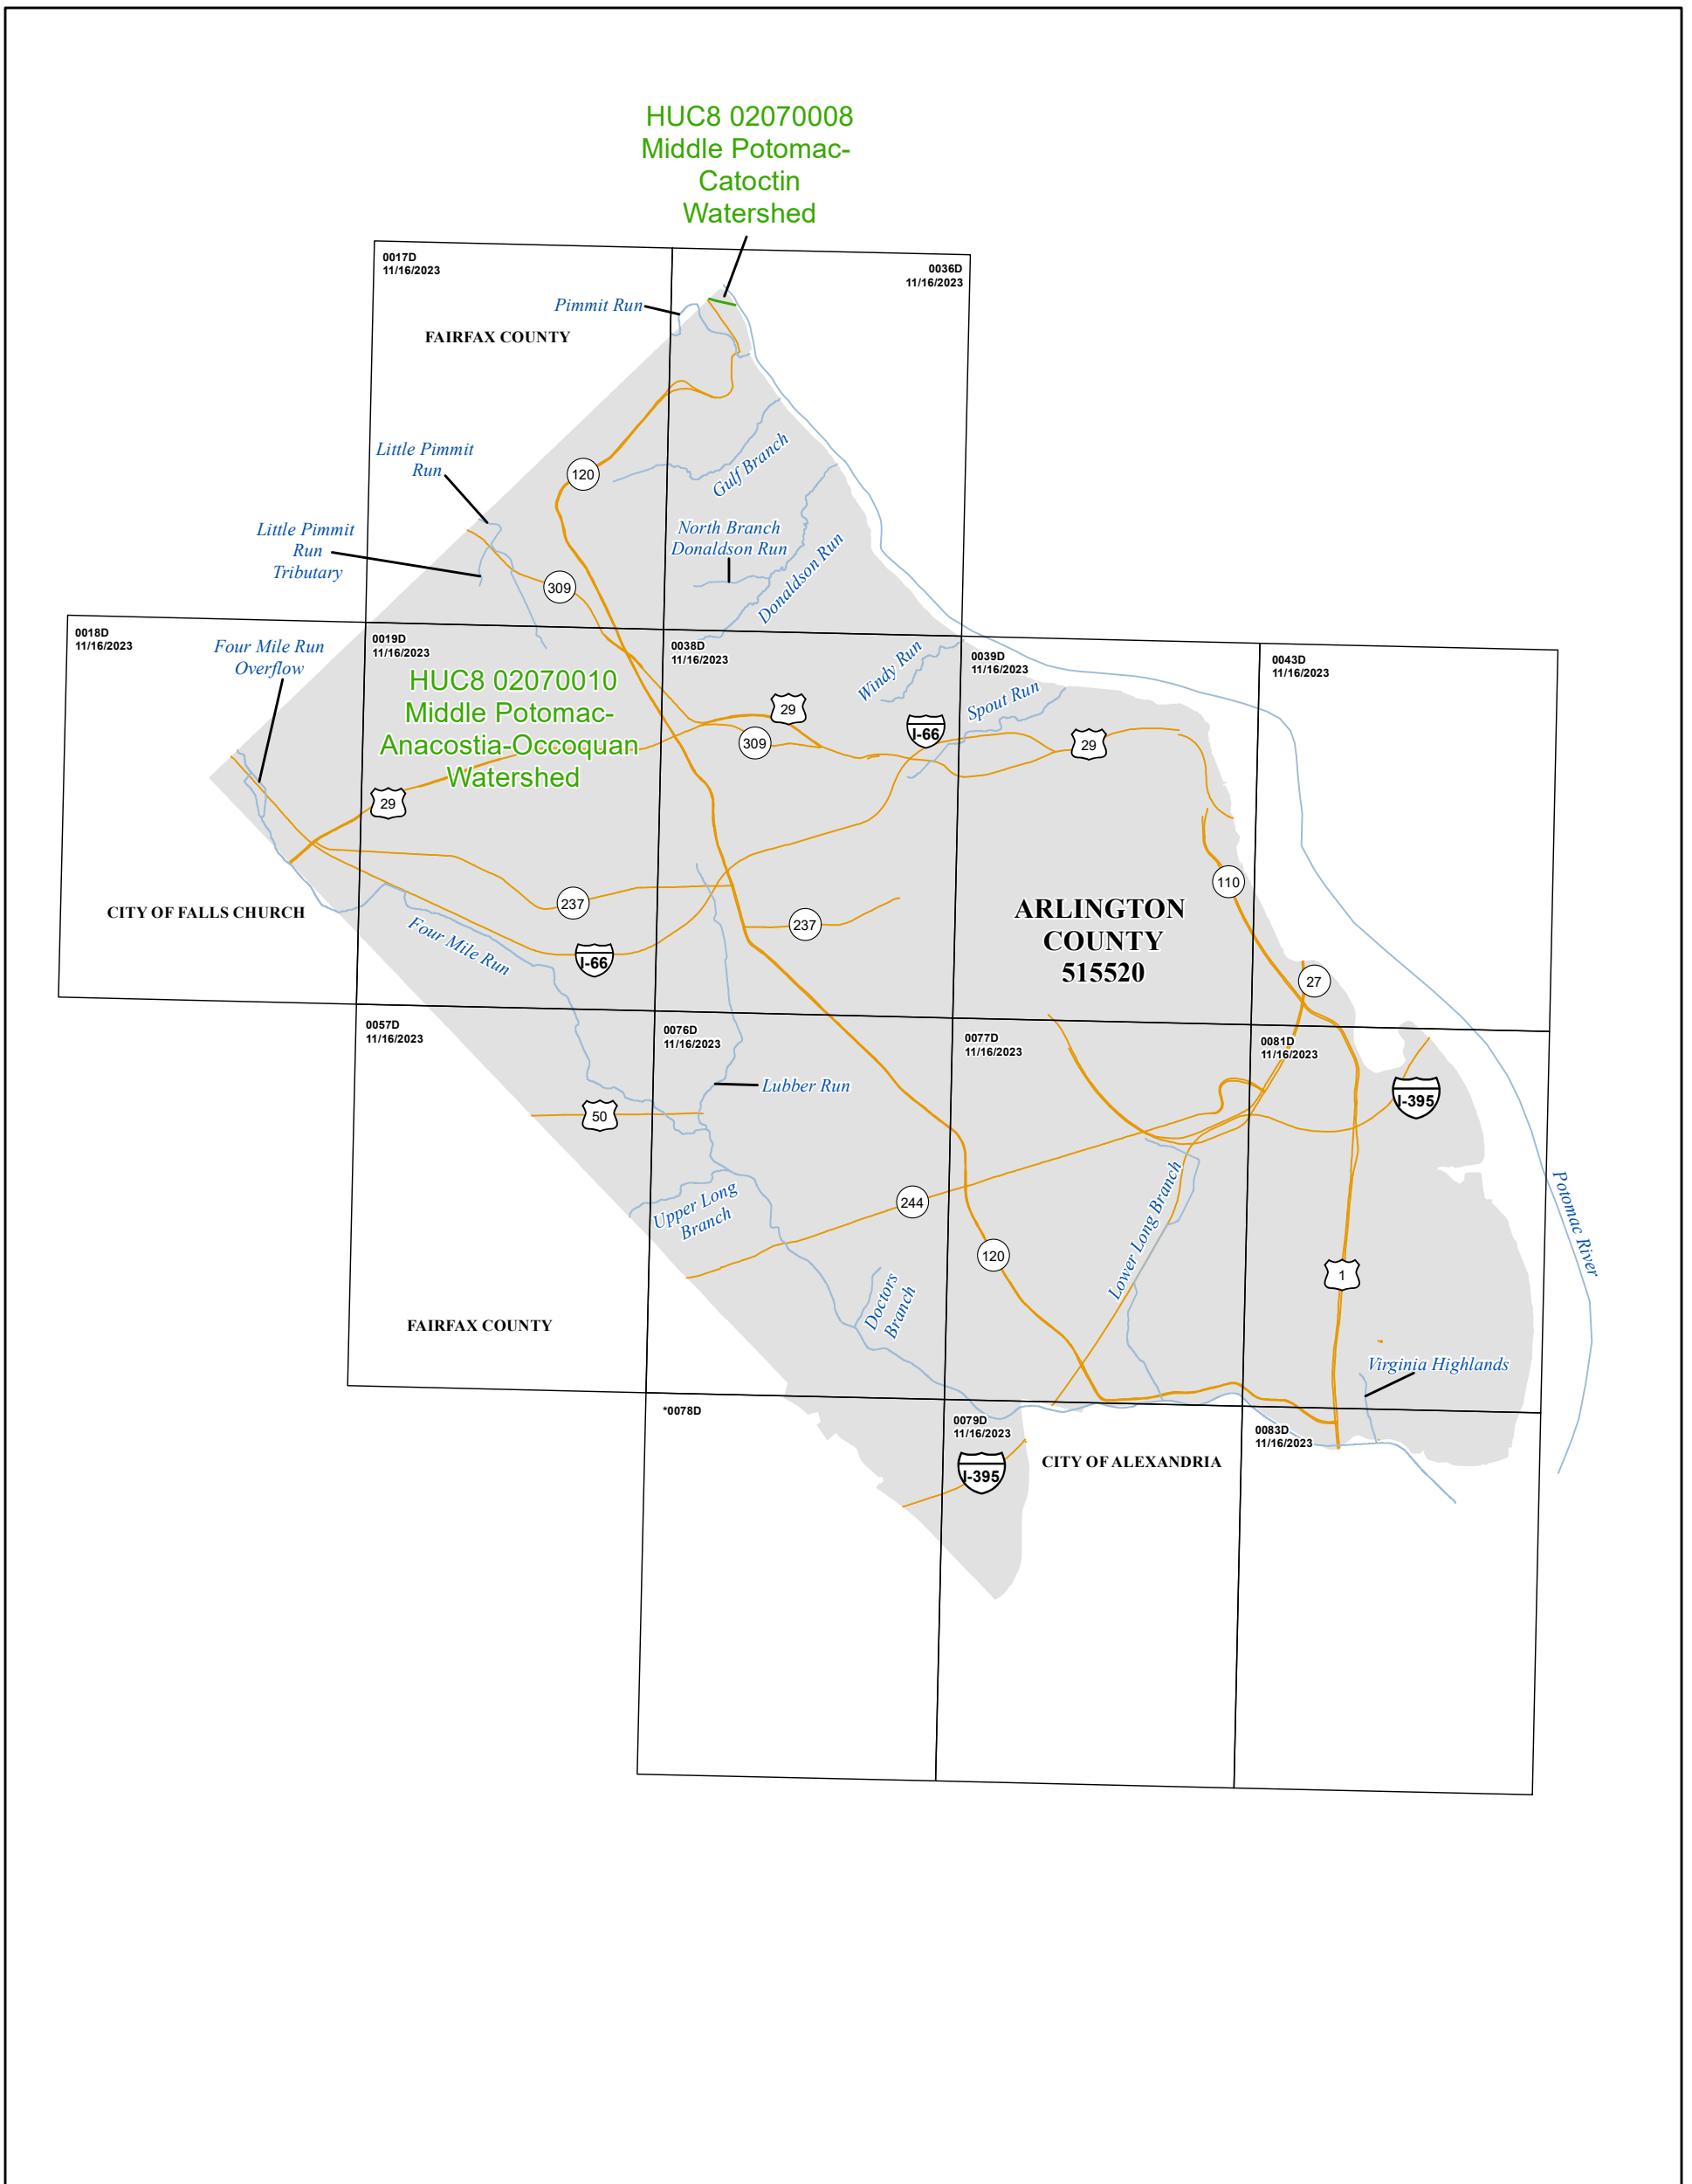 HUC8 02070008
Middle Potomac-
Catoctin
Watershed
0017D
11/16/2023
0036D
11/16/2023
Pimmit Run
FAIRFAX COUNTY
Little Pimmit
Run
120
Gulf Branch
Little Pimmit
Run
Tributary
North Branch
Donaldson Run
Donaldson Run
309
0018D
11/16/2023
Four Mile Run
Overflow
0019D
11/16/2023
0038D
11/16/2023
Windy Run
0039D
11/16/2023
0043D
11/16/2023
HUC8 02070010
Middle Potomac-
Anacostia-Occoquan
Watershed
Spout Run
29
309
I-66
29
29
110
CITY OF FALLS CHURCH
237
237
Four Mile Run
I-66
ARLINGTON
COUNTY
515520
27
0057D
11/16/2023
0076D
11/16/2023
0077D
11/16/2023
0081D
11/16/2023
Lubber Run
50
I-395
Upper Long
Branch
244
Lower Long Branch
Potomac River
120
1
Doctors
Branch
FAIRFAX COUNTY
Virginia Highlands
*0078D
0079D
11/16/2023
0083D
11/16/2023
I-395
CITY OF ALEXANDRIA